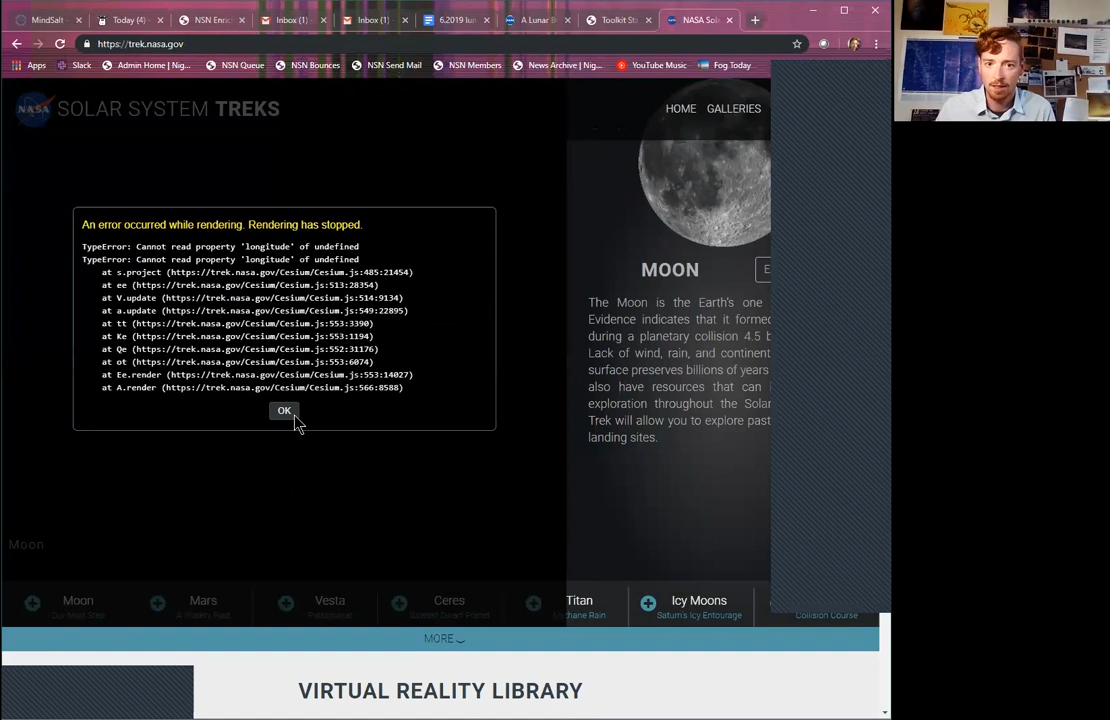 MindSalt
Today (4)
NSN Enric
Inbox (1)
Inbox (1)
6.2019 lun
A Lunar B
Toolkit St
NASA Sol
https://trek.nasa.gov
Apps
Slack
Admin Home | Nig...
NSN Queue
NSN Bounces
NSN Send Mail
NSN Members
News Archive | Nig...
YouTube Music
Fog Today...
NASA
SOLAR SYSTEM TREKS
HOME
GALLERIES
An error occurred while rendering. Rendering has stopped.
TypeError: Cannot read property 'longitude' of undefined
TypeError: Cannot read property 'longitude' of undefined
at s.project (https://trek.nasa.gov/Cesium/Cesium.js:485:21454)
at ee (https://trek.nasa.gov/Cesium/Cesium.js:513:28354)
at V.update (https://trek.nasa.gov/Cesium/Cesium.js:514:9134)
at a.update (https://trek.nasa.gov/Cesium/Cesium.js:549:22895)
at tt (https://trek.nasa.gov/Cesium/Cesium.js:553:3390)
at Ke (https://trek.nasa.gov/Cesium/Cesium.js:553:1194)
at Qe (https://trek.nasa.gov/Cesium/Cesium.js:552:31176)
at ot (https://trek.nasa.gov/Cesium/Cesium.js:553:6074)
at Ee.render (https://trek.nasa.gov/Cesium/Cesium.js:553:14027)
at A.render (https://trek.nasa.gov/Cesium/Cesium.js:566:8588)
OK
MOON
E
The Moon is the Earth's one
Evidence indicates that it formed
during a planetary collision 4.5 b
Lack of wind, rain, and continent
surface preserves billions of years
also have resources that can
exploration throughout the Solar
Trek will allow you to explore past
landing sites.
Moon
Moon
Our Next Step
Mars
A Watery Past
Vesta
Ceres
Titan
Methane Rain
Icy Moons
Saturn's Icy Entourage
Collision Course
MORE
VIRTUAL REALITY LIBRARY